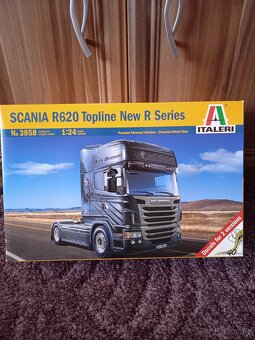 SCANIA R620 Topline New R Series
No 3858
1:24
Punched Chromed Stickers - Chromed Wheel Rims
ITALERI
Decals for 2 versions